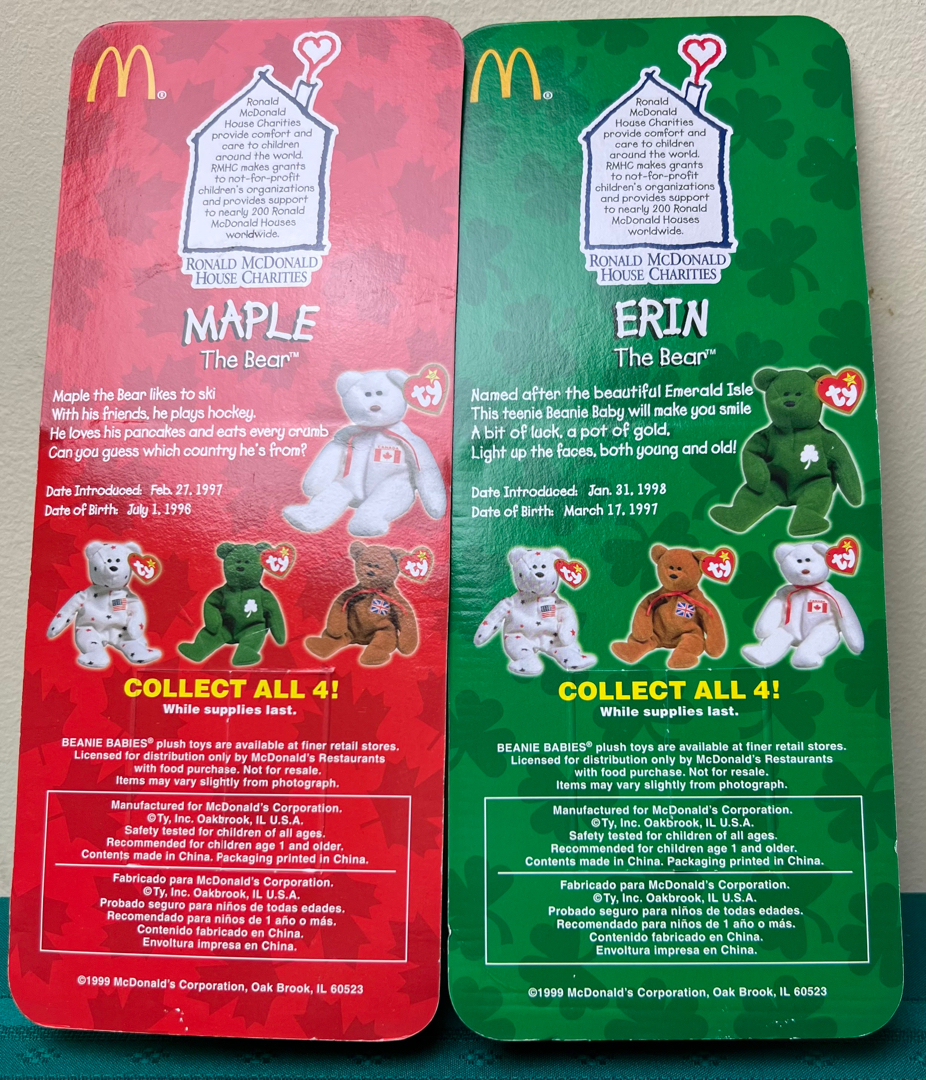 M®
Ronald
McDonald
House Charities
provide comfort and
care to children
around the world.
RMHC makes grants
to not-for-profit
children's organizations
and provides support
to nearly 200 Ronald
McDonald Houses
worldwide.
RONALD MCDONALD
HOUSE CHARITIES
MAPLE
The Bear™
Maple the Bear likes to ski
With his friends, he plays hockey.
He loves his pancakes and eats every crumb
Can you guess which country he's from?
Date Introduced: Feb. 27, 1997
Date of Birth: July 1, 1996
ty
CANADA
ty
ty
ty
COLLECT ALL 4!
While supplies last.
BEANIE BABIES® plush toys are available at finer retail stores.
Licensed for distribution only by McDonald's Restaurants
with food purchase. Not for resale.
Items may vary slightly from photograph.
Manufactured for McDonald's Corporation.
©Ty, Inc. Oakbrook, IL U.S.A.
Safety tested for children of all ages.
Recommended for children age 1 and older.
Contents made in China. Packaging printed in China.
Fabricado para McDonald's Corporation.
©Ty, Inc. Oakbrook, IL U.S.A.
Probado seguro para niños de todas edades.
Recomendado para niños de 1 año o más.
Contenido fabricado en China.
Envoltura impresa en China.
©1999 McDonald's Corporation, Oak Brook, IL 60523
M®
Ronald
McDonald
House Charities
provide comfort and
care to children
around the world.
RMHC makes grants
to not-for-profit
children's organizations
and provides support
to nearly 200 Ronald
McDonald Houses
worldwide.
RONALD MCDONALD
HOUSE CHARITIES
ERIN
The Bear™
Named after the beautiful Emerald Isle
This teenie Beanie Baby will make you smile
A bit of luck, a pot of gold,
Light up the faces, both young and old!
Date Introduced: Jan. 31, 1998
Date of Birth: March 17, 1997
ty
ty
ty
ty
CANADA
COLLECT ALL 4!
While supplies last.
BEANIE BABIES® plush toys are available at finer retail stores.
Licensed for distribution only by McDonald's Restaurants
with food purchase. Not for resale.
Items may vary slightly from photograph.
Manufactured for McDonald's Corporation.
©Ty, Inc. Oakbrook, IL U.S.A.
Safety tested for children of all ages.
Recommended for children age 1 and older.
Contents made in China. Packaging printed in China.
Fabricado para McDonald's Corporation.
©Ty, Inc. Oakbrook, IL U.S.A.
Probado seguro para niños de todas edades.
Recomendado para niños de 1 año o más.
Contenido fabricado en China.
Envoltura impresa en China.
©1999 McDonald's Corporation, Oak Brook, IL 60523